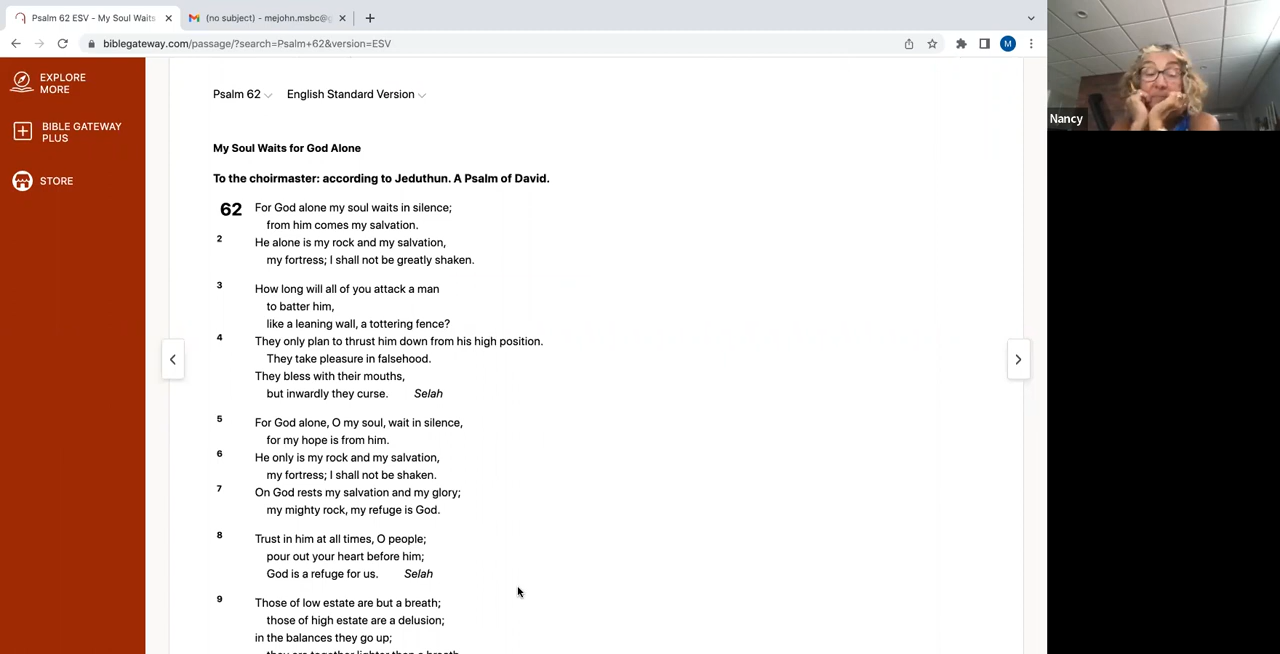 Psalm 62 ESV - My Soul Waits
(no subject) - mejohn.msbc@g
biblegateway.com/passage/?search=Psalm+62&version=ESV
M
EXPLORE
MORE
BIBLE GATEWAY
PLUS
STORE
Psalm 62 English Standard Version
My Soul Waits for God Alone
To the choirmaster: according to Jeduthun. A Psalm of David.
62 For God alone my soul waits in silence;
from him comes my salvation.
2 He alone is my rock and my salvation,
my fortress; I shall not be greatly shaken.
3 How long will all of you attack a man
to batter him,
like a leaning wall, a tottering fence?
4 They only plan to thrust him down from his high position.
They take pleasure in falsehood.
They bless with their mouths,
but inwardly they curse. Selah
5 For God alone, O my soul, wait in silence,
for my hope is from him.
6 He only is my rock and my salvation,
my fortress; I shall not be shaken.
7 On God rests my salvation and my glory;
my mighty rock, my refuge is God.
8 Trust in him at all times, O people;
pour out your heart before him;
God is a refuge for us. Selah
9 Those of low estate are but a breath;
those of high estate are a delusion;
in the balances they go up;
they are together lighter than a breath
Nancy